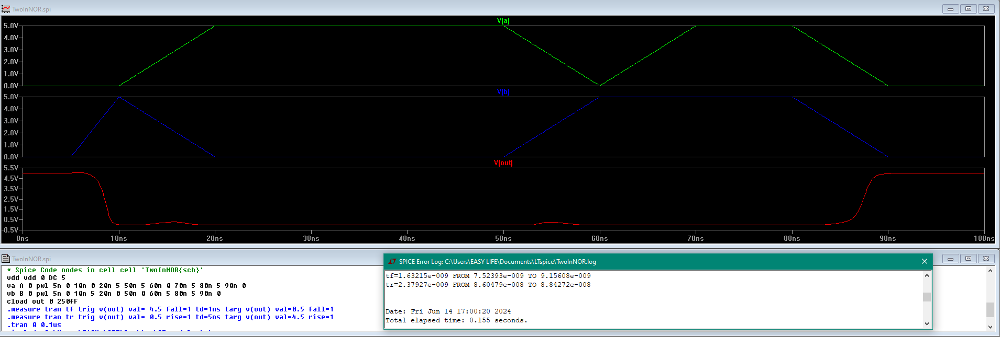 TwoInNOR.spi
V(a)
5.0V
4.0V
3.0V
2.0V
1.0V
0.0V
V(b)
5.0V
4.0V
3.0V
2.0V
1.0V
0.0V
V(out)
5.5V
4.5V
3.5V
2.5V
1.5V
0.5V
-0.5V
0ns 10ns 20ns 30ns 40ns 50ns 60ns 70ns 80ns 90ns 100ns
TwoInNOR.spi
* Spice Code nodes in cell cell 'TwoInNOR{sch}'
vdd vdd 0 DC 5
va A 0 pwl 5n 0 10n 0 20n 5 50n 5 60n 0 70n 5 80n 5 90n 0
vb B 0 pwl 5n 0 10n 5 20n 0 50n 0 60n 5 80n 5 90n 0
cload out 0 250fF
.measure tran tf trig v(out) val= 4.5 fall=1 td=1ns targ v(out) val=0.5 fall=1
.measure tran tr trig v(out) val= 0.5 rise=1 td=5ns targ v(out) val=4.5 rise=1
.tran 0 0.1us
SPICE Error Log: C:\Users\EASY LIFE\Documents\LTspice\TwoInNOR.log
tf=1.63215e-009 FROM 7.52393e-009 TO 9.15608e-009
tr=2.37927e-009 FROM 8.60479e-008 TO 8.84272e-008
Date: Fri Jun 14 17:00:20 2024
Total elapsed time: 0.155 seconds.